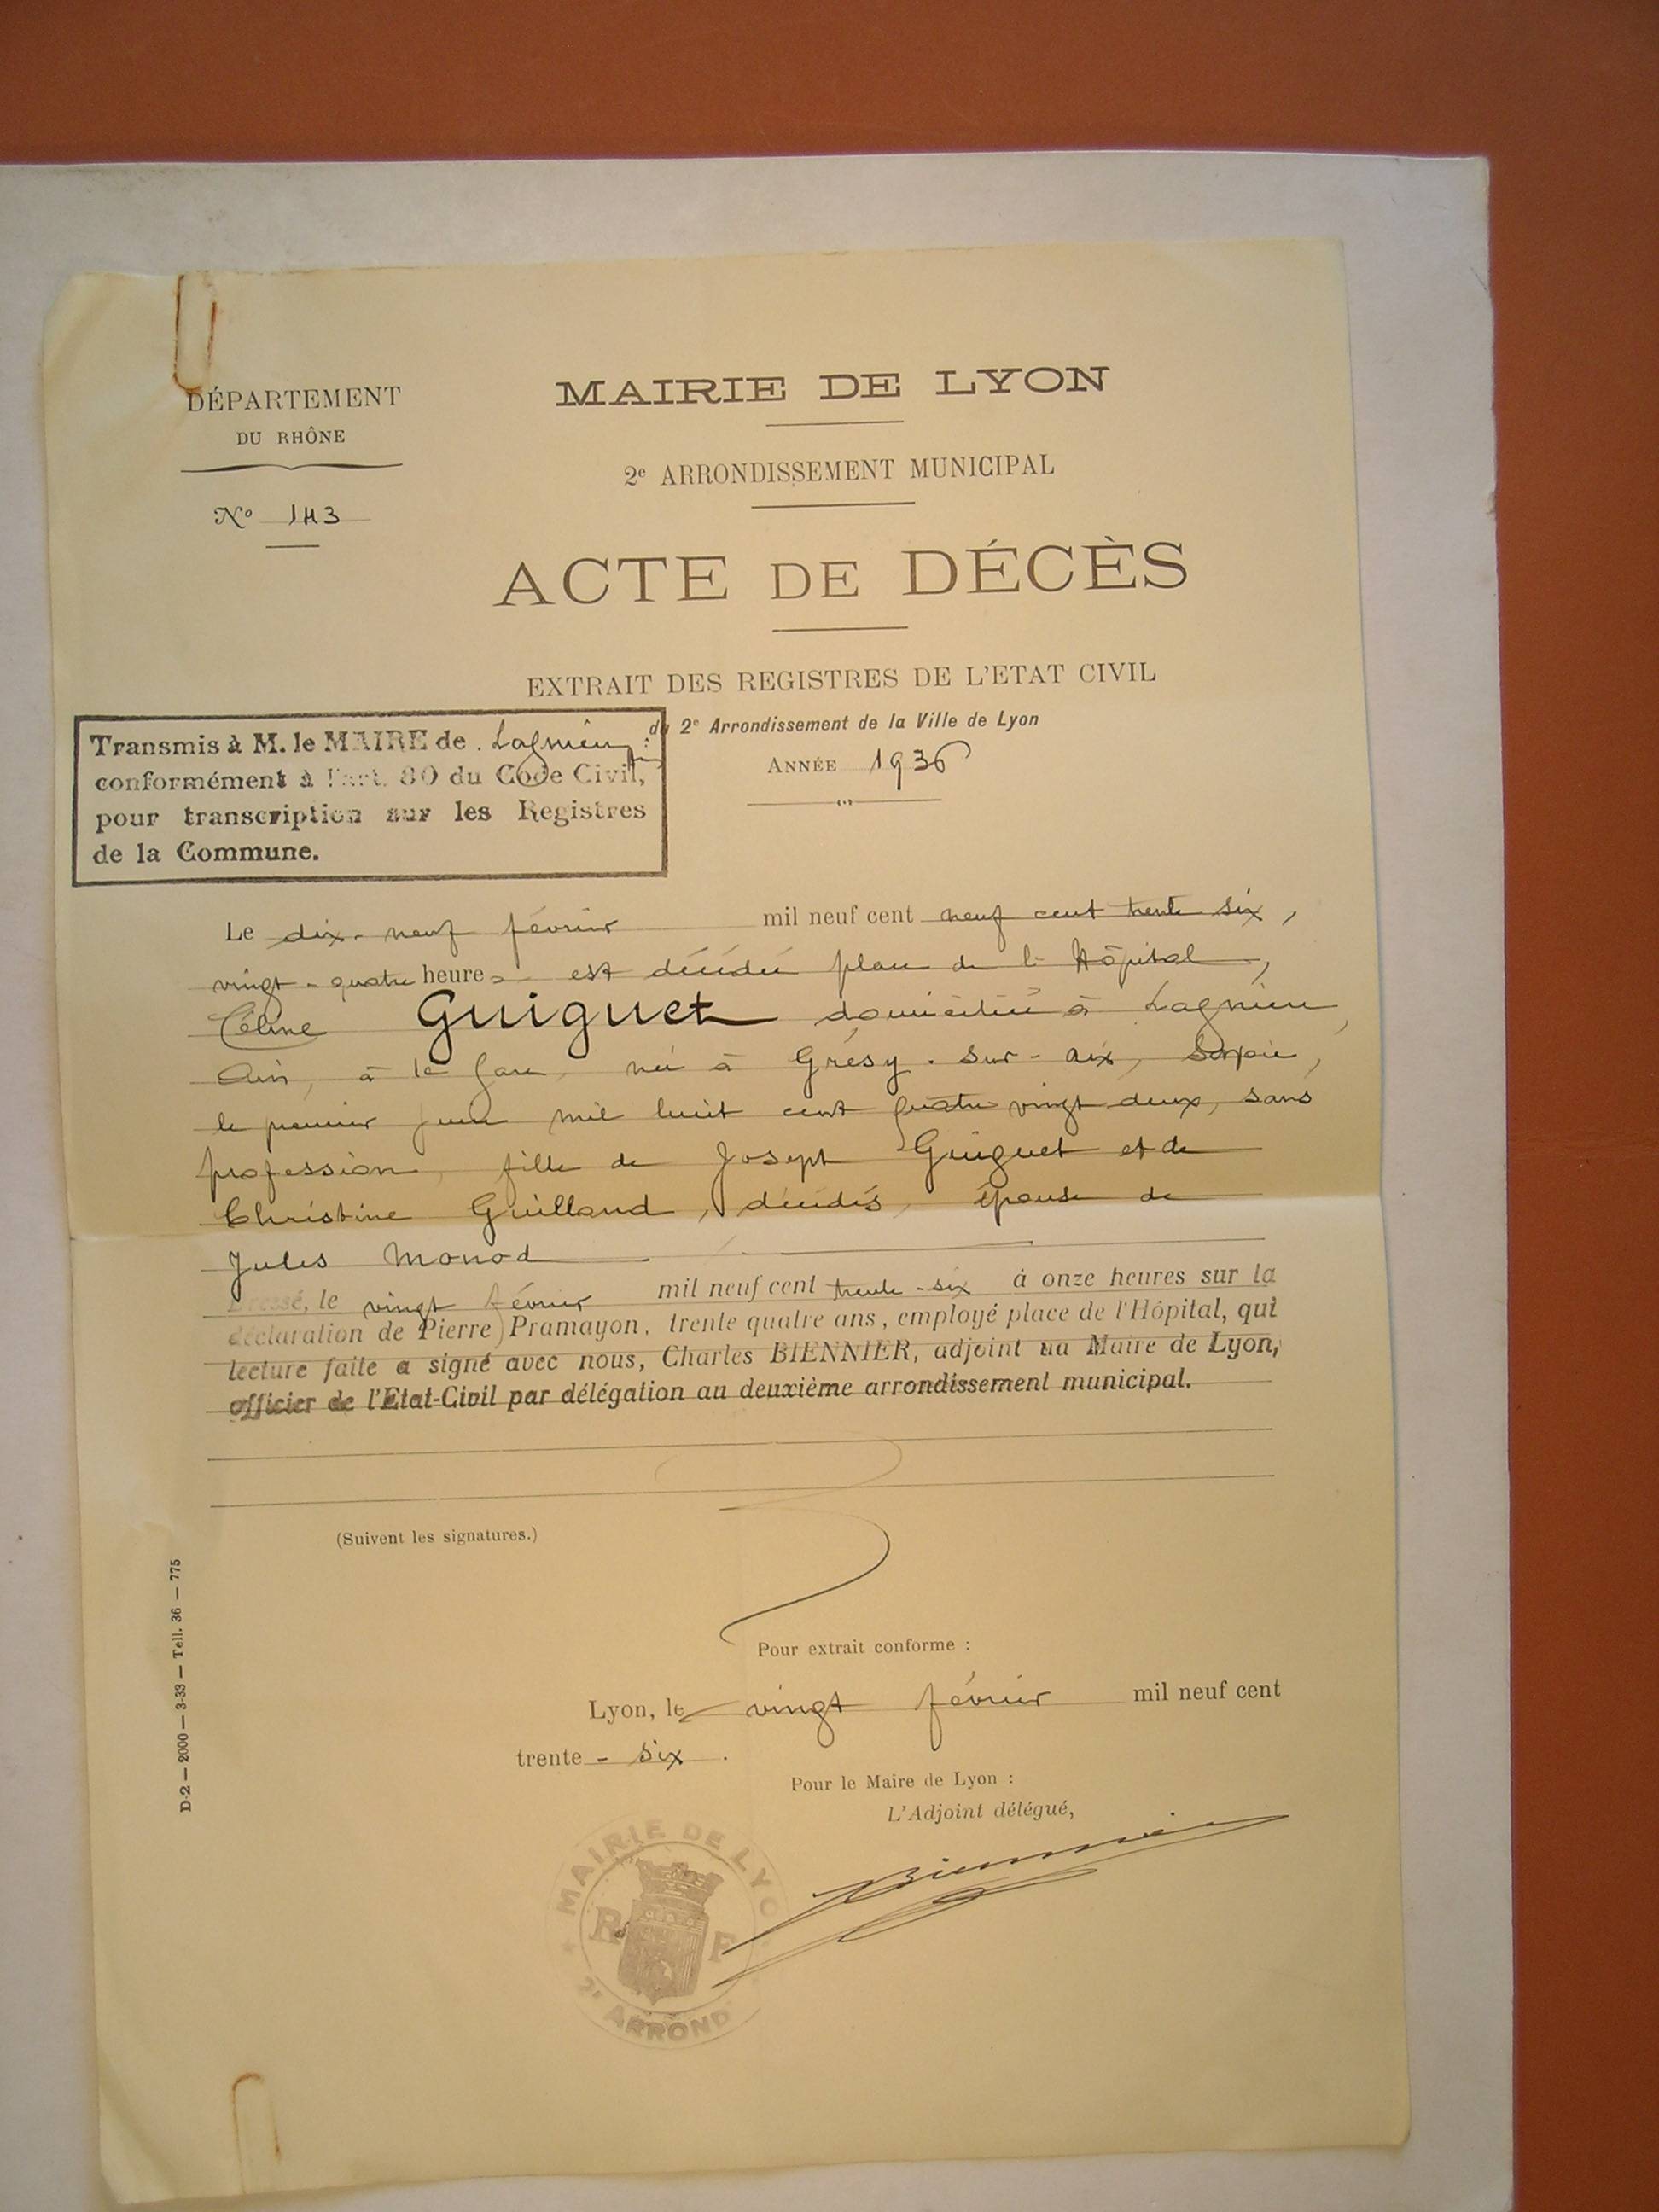 DÉPARTEMENT
DU RHÔNE
Nº 143
MAIRIE DE LYON
2e ARRONDISSEMENT MUNICIPAL
ACTE DE DÉCÈS
EXTRAIT DES REGISTRES DE L'ETAT CIVIL
du 2e Arrondissement de la Ville de Lyon
ANNÉE 1936
Transmis à M. le MAIRE de Lagnieu
conformément à l'art. 80 du Code Civil,
pour transcription sur les Registres
de la Commune.
Le dix-neuf février mil neuf cent neuf cent trente six,
vingt-quatre heures est décédée place de l'Hôpital,
Céline Guiguet domiciliée à Lagnieu,
Ain, à la gare, née à Grésy-sur-Aix, Savoie,
le premier mil huit cent quatre vingt deux, sans
profession, fille de Joseph Guiguet et de
Christine Guilland, décédés, épouse de
Jules Monod
Dressé, le vingt février mil neuf cent trente-six à onze heures sur la
déclaration de Pierre Pramayon, trente quatre ans, employé place de l'Hôpital, qui
lecture faite a signé avec nous, Charles BIENNIER, adjoint au Maire de Lyon,
officier de l'Etat-Civil par délégation au deuxième arrondissement municipal.
(Suivent les signatures.)
Pour extrait conforme :
Lyon, le vingt février mil neuf cent
trente-six.
Pour le Maire de Lyon :
L'Adjoint délégué,
Biennier
MAIRIE DE LYON
R F
2e ARROND
D-2 — 2000 — 3-33 — Tell. 36 — 775